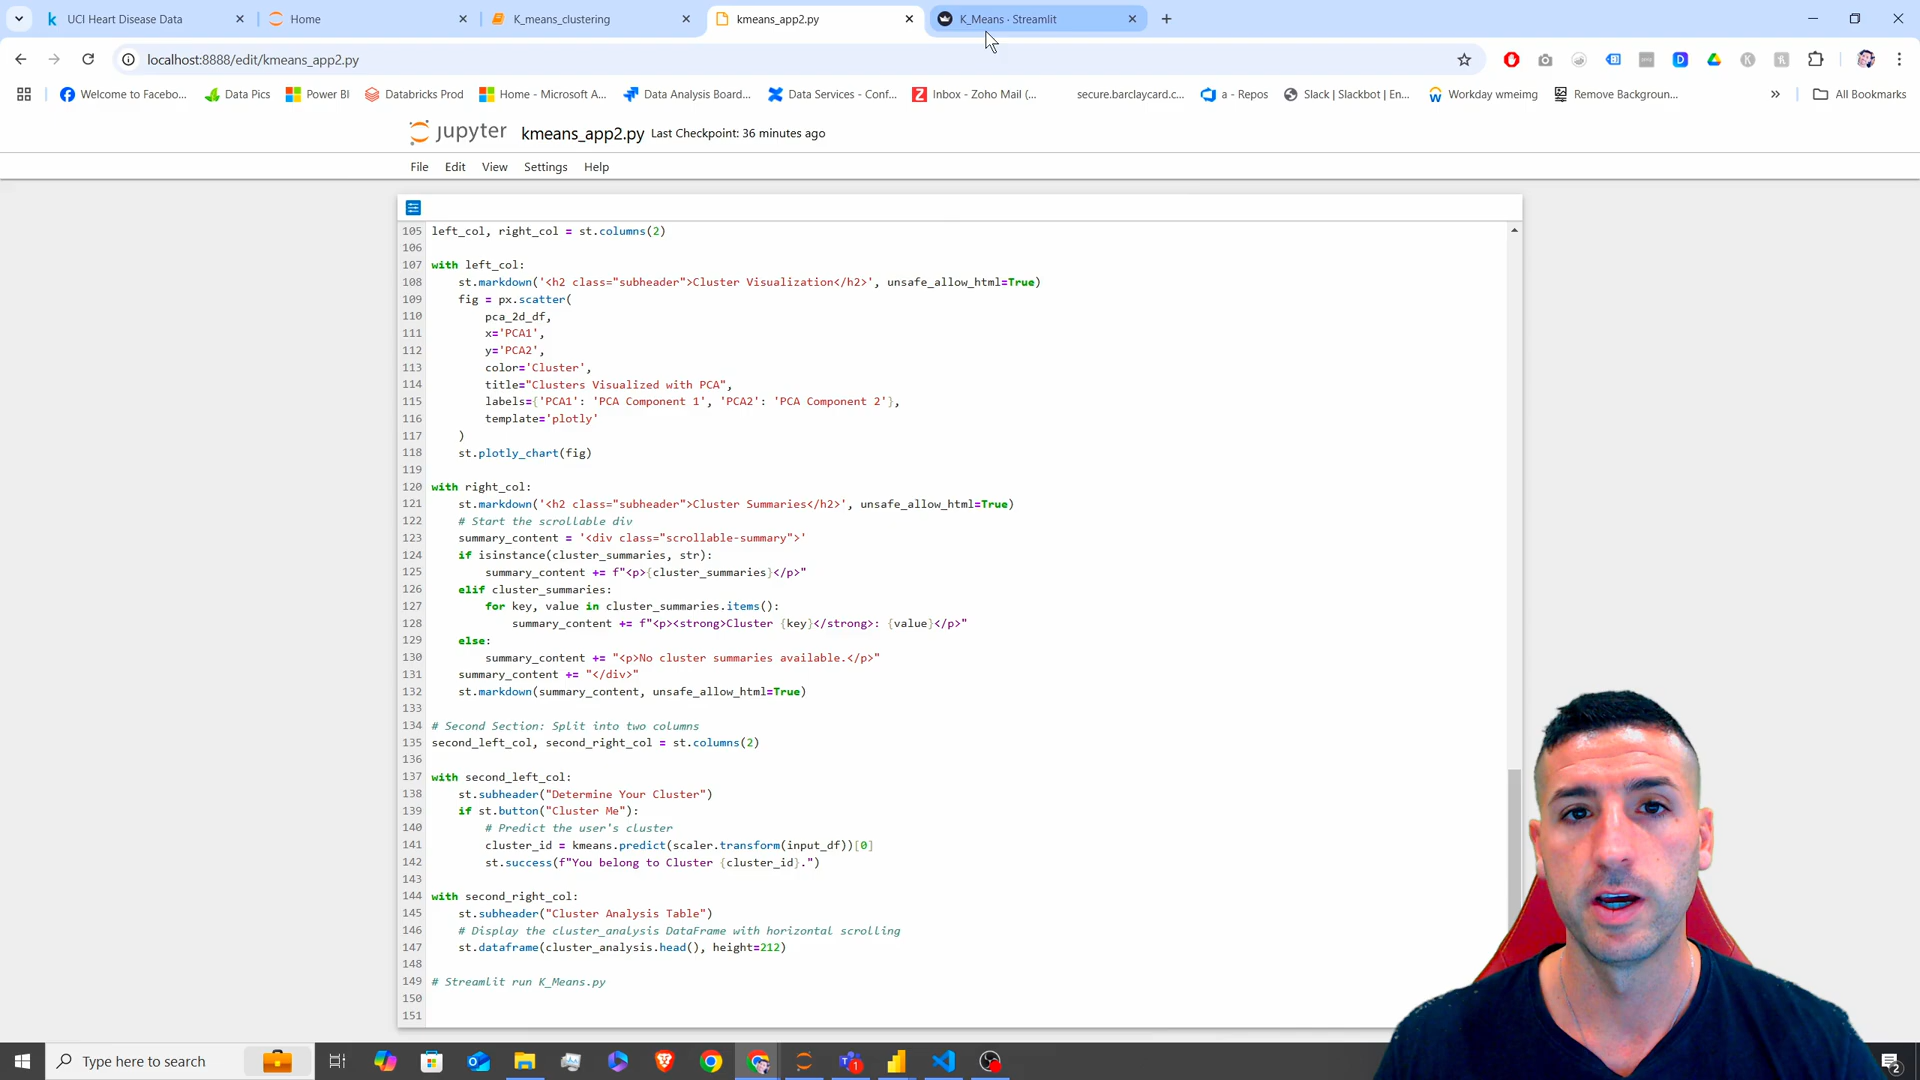 UCI Heart Disease Data
Home
K_means_clustering
kmeans_app2.py
K_Means · Streamlit
localhost:8888/edit/kmeans_app2.py
Welcome to Facebo...
Data Pics
Power BI
Databricks Prod
Home - Microsoft A...
Data Analysis Board...
Data Services - Conf...
Inbox - Zoho Mail (...
secure.barclaycard.c...
a - Repos
Slack | Slackbot | En...
Workday wmeimg
Remove Backgroun...
All Bookmarks
jupyter kmeans_app2.py Last Checkpoint: 36 minutes ago
File Edit View Settings Help
105 left_col, right_col = st.columns(2)
106
107 with left_col:
108 st.markdown('<h2 class="subheader">Cluster Visualization</h2>', unsafe_allow_html=True)
109 fig = px.scatter(
110 pca_2d_df,
111 x='PCA1',
112 y='PCA2',
113 color='Cluster',
114 title="Clusters Visualized with PCA",
115 labels={'PCA1': 'PCA Component 1', 'PCA2': 'PCA Component 2'},
116 template='plotly'
117 )
118 st.plotly_chart(fig)
119
120 with right_col:
121 st.markdown('<h2 class="subheader">Cluster Summaries</h2>', unsafe_allow_html=True)
122 # Start the scrollable div
123 summary_content = '<div class="scrollable-summary">'
124 if isinstance(cluster_summaries, str):
125 summary_content += f"<p>{cluster_summaries}</p>"
126 elif cluster_summaries:
127 for key, value in cluster_summaries.items():
128 summary_content += f"<p><strong>Cluster {key}</strong>: {value}</p>"
129 else:
130 summary_content += "<p>No cluster summaries available.</p>"
131 summary_content += "</div>"
132 st.markdown(summary_content, unsafe_allow_html=True)
133
134 # Second Section: Split into two columns
135 second_left_col, second_right_col = st.columns(2)
136
137 with second_left_col:
138 st.subheader("Determine Your Cluster")
139 if st.button("Cluster Me"):
140 # Predict the user's cluster
141 cluster_id = kmeans.predict(scaler.transform(input_df))[0]
142 st.success(f"You belong to Cluster {cluster_id}.")
143
144 with second_right_col:
145 st.subheader("Cluster Analysis Table")
146 # Display the cluster_analysis DataFrame with horizontal scrolling
147 st.dataframe(cluster_analysis.head(), height=212)
148
149 # Streamlit run K_Means.py
150
151
Type here to search